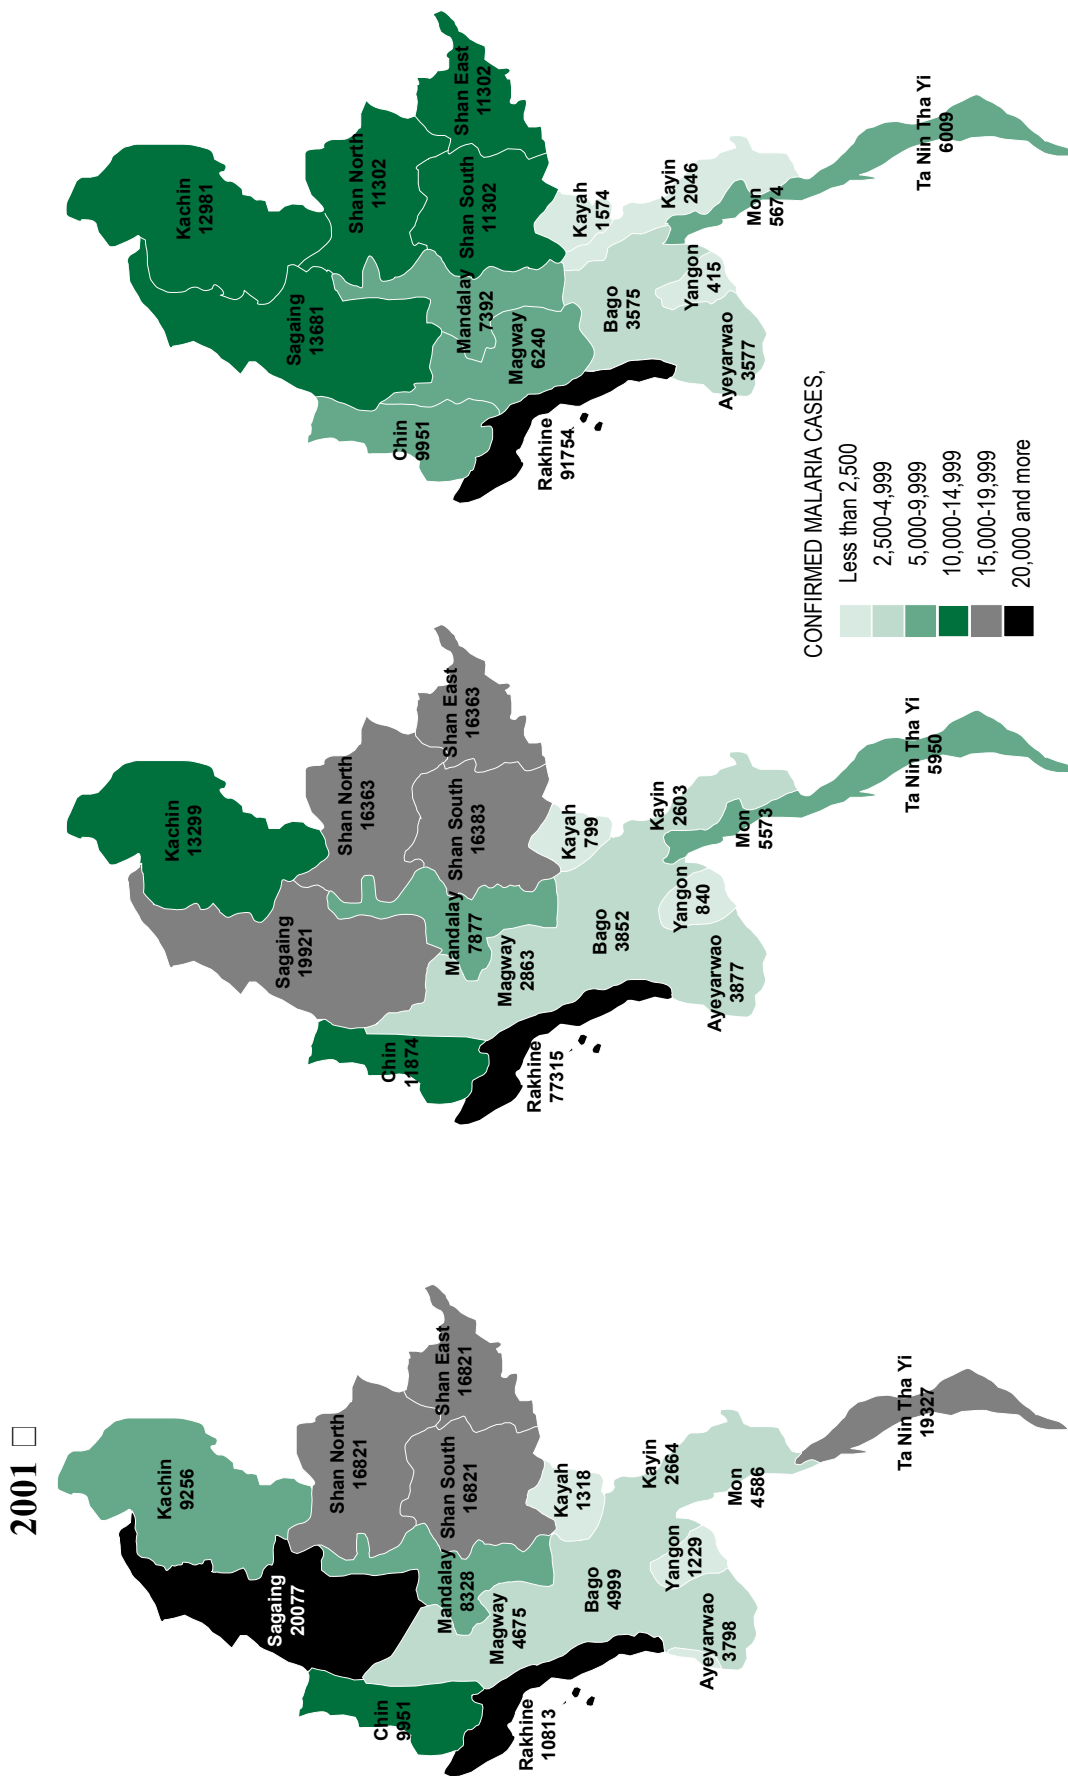 2001 □
Kachin
9256
Sagaing
20077
Shan North
16821
Chin
9951
Mandalay
8328
Shan South
16821
Shan East
16821
Magway
4675
Rakhine
10813
Kayah
1318
Bago
4999
Kayin
2664
Yangon
1229
Ayeyarwao
3798
Mon
4586
Ta Nin Tha Yi
19327
Kachin
13299
Sagaing
19921
Shan North
16363
Chin
11874
Mandalay
7877
Shan South
16383
Shan East
16363
Magway
2863
Rakhine
77315
Kayah
799
Bago
3852
Kayin
2603
Yangon
840
Ayeyarwao
3877
Mon
5573
Ta Nin Tha Yi
5950
Kachin
12981
Sagaing
13681
Shan North
11302
Chin
9951
Mandalay
7392
Shan South
11302
Shan East
11302
Magway
6240
Rakhine
91754
Kayah
1574
Bago
3575
Kayin
2046
Yangon
415
Ayeyarwao
3577
Mon
5674
Ta Nin Tha Yi
6009
CONFIRMED MALARIA CASES,
Less than 2,500
2,500-4,999
5,000-9,999
10,000-14,999
15,000-19,999
20,000 and more